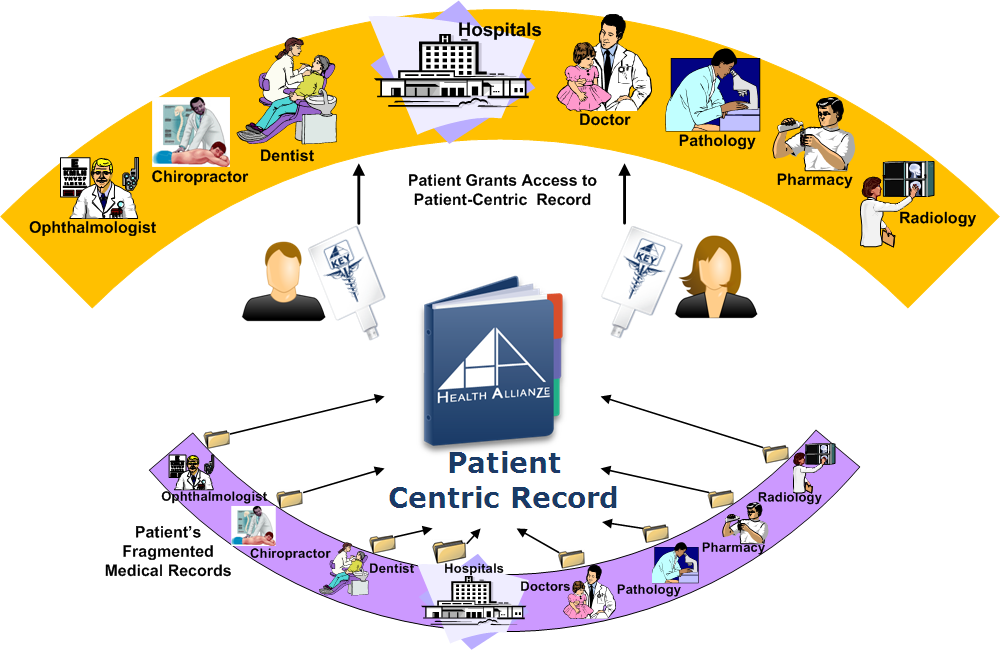 Hospitals
Doctor
Dentist
Pathology
Chiropractor
Pharmacy
Ophthalmologist
Radiology
Patient Grants Access to
Patient-Centric Record
KEY
KEY
HEALTH ALLIANZE
Patient
Centric Record
Ophthalmologist
Radiology
Patient's
Fragmented
Medical Records
Chiropractor
Pharmacy
Dentist
Hospitals
Doctors
Pathology